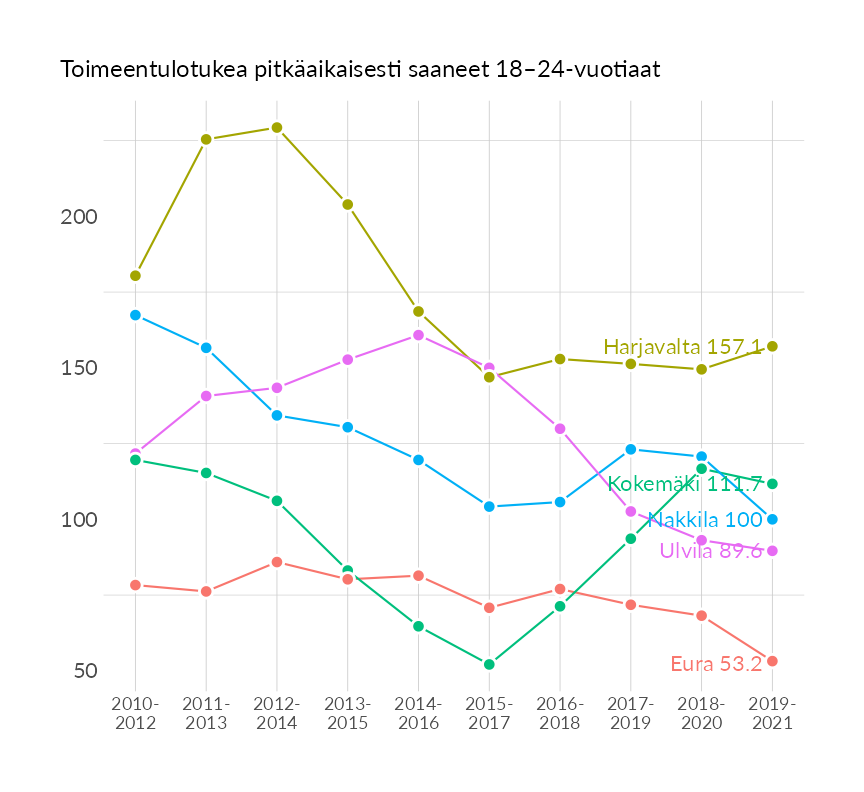 Toimeentulotukea pitkäaikaisesti saaneet 18–24-vuotiaat
200
150
100
50
Harjavalta 157.1
Kokemäki 111.7
Nakkila 100
Ulvila 89.6
Eura 53.2
2010- 2011- 2012- 2013- 2014- 2015- 2016- 2017- 2018- 2019-
2012 2013 2014 2015 2016 2017 2018 2019 2020 2021